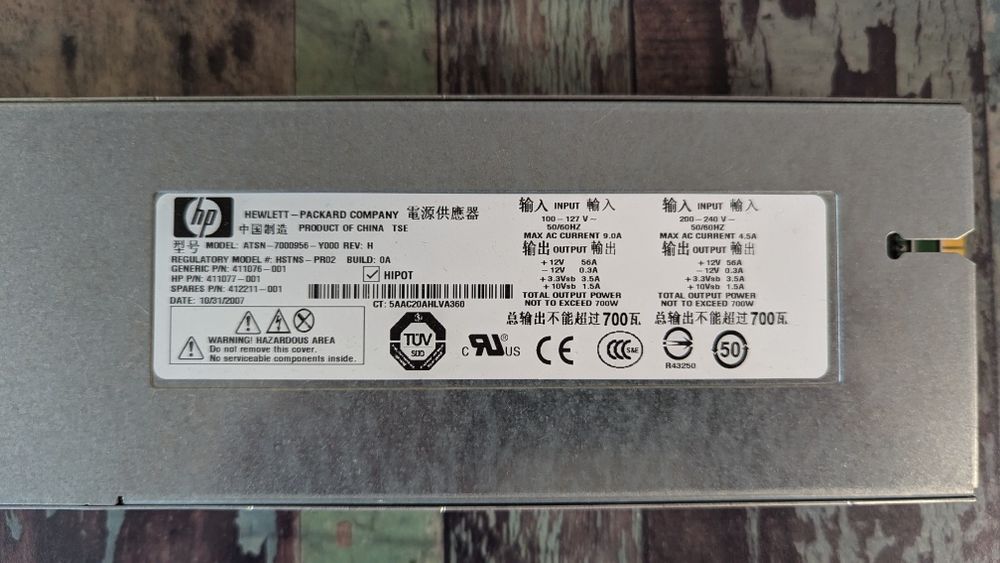 hp
HEWLETT-PACKARD COMPANY 電源供應器
中国制造 PRODUCT OF CHINA TSE
型号 MODEL: ATSN-7000956-Y000 REV: H
REGULATORY MODEL #: HSTNS-PR02 BUILD: 0A
GENERIC P/N: 411076-001
HP P/N: 411077-001
SPARES P/N: 412211-001
DATE: 10/31/2007
HIPOT
CT: 5AAC20AHLVA360
WARNING! HAZARDOUS AREA
Do not remove this cover.
No serviceable components inside.
输入 INPUT 輸入
100-127 V~
50/60HZ
MAX AC CURRENT 9.0A
输出 OUTPUT 輸出
+12V 56A
-12V 0.3A
+3.3Vsb 3.5A
+10Vsb 1.5A
TOTAL OUTPUT POWER
NOT TO EXCEED 700W
总输出不能超过700瓦
输入 INPUT 輸入
200-240 V~
50/60HZ
MAX AC CURRENT 4.5A
输出 OUTPUT 輸出
+12V 56A
-12V 0.3A
+3.3Vsb 3.5A
+10Vsb 1.5A
TOTAL OUTPUT POWER
NOT TO EXCEED 700W
总输出不能超过700瓦
TÜV
SÜD
C UL ® US
CE
CCC S&E
R43250
50